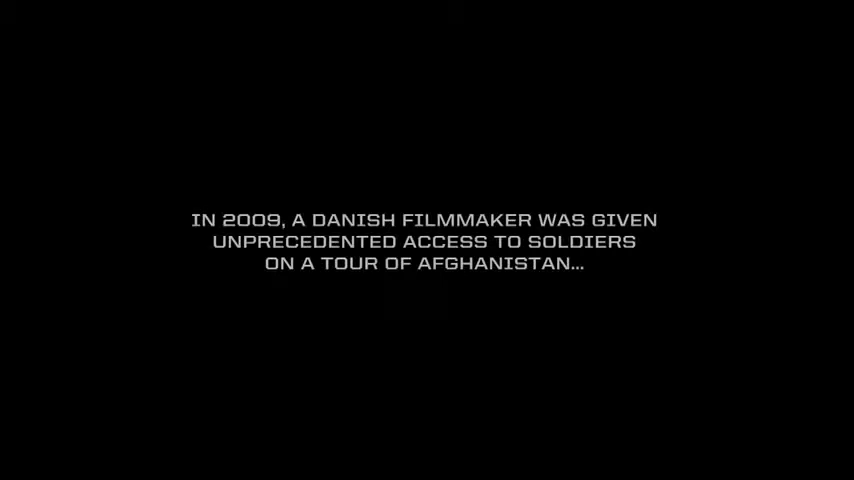 IN 2009, A DANISH FILMMAKER WAS GIVEN
UNPRECEDENTED ACCESS TO SOLDIERS
ON A TOUR OF AFGHANISTAN...